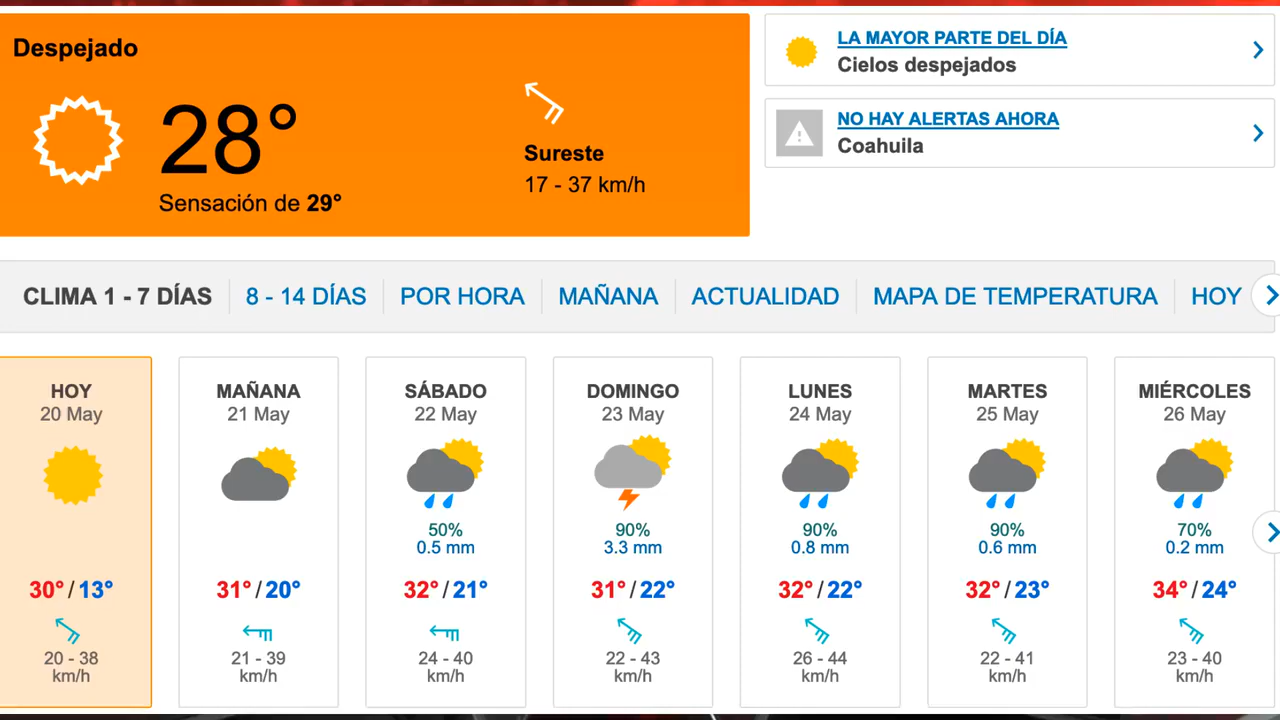 Despejado
28°
Sensación de 29°
Sureste
17 - 37 km/h
LA MAYOR PARTE DEL DÍA
Cielos despejados
NO HAY ALERTAS AHORA
Coahuila
CLIMA 1 - 7 DÍAS
8 - 14 DÍAS
POR HORA
MAÑANA
ACTUALIDAD
MAPA DE TEMPERATURA
HOY
HOY
20 May
30° / 13°
20 - 38
km/h
MAÑANA
21 May
31° / 20°
21 - 39
km/h
SÁBADO
22 May
50%
0.5 mm
32° / 21°
24 - 40
km/h
DOMINGO
23 May
90%
3.3 mm
31° / 22°
22 - 43
km/h
LUNES
24 May
90%
0.8 mm
32° / 22°
26 - 44
km/h
MARTES
25 May
90%
0.6 mm
32° / 23°
22 - 41
km/h
MIÉRCOLES
26 May
70%
0.2 mm
34° / 24°
23 - 40
km/h